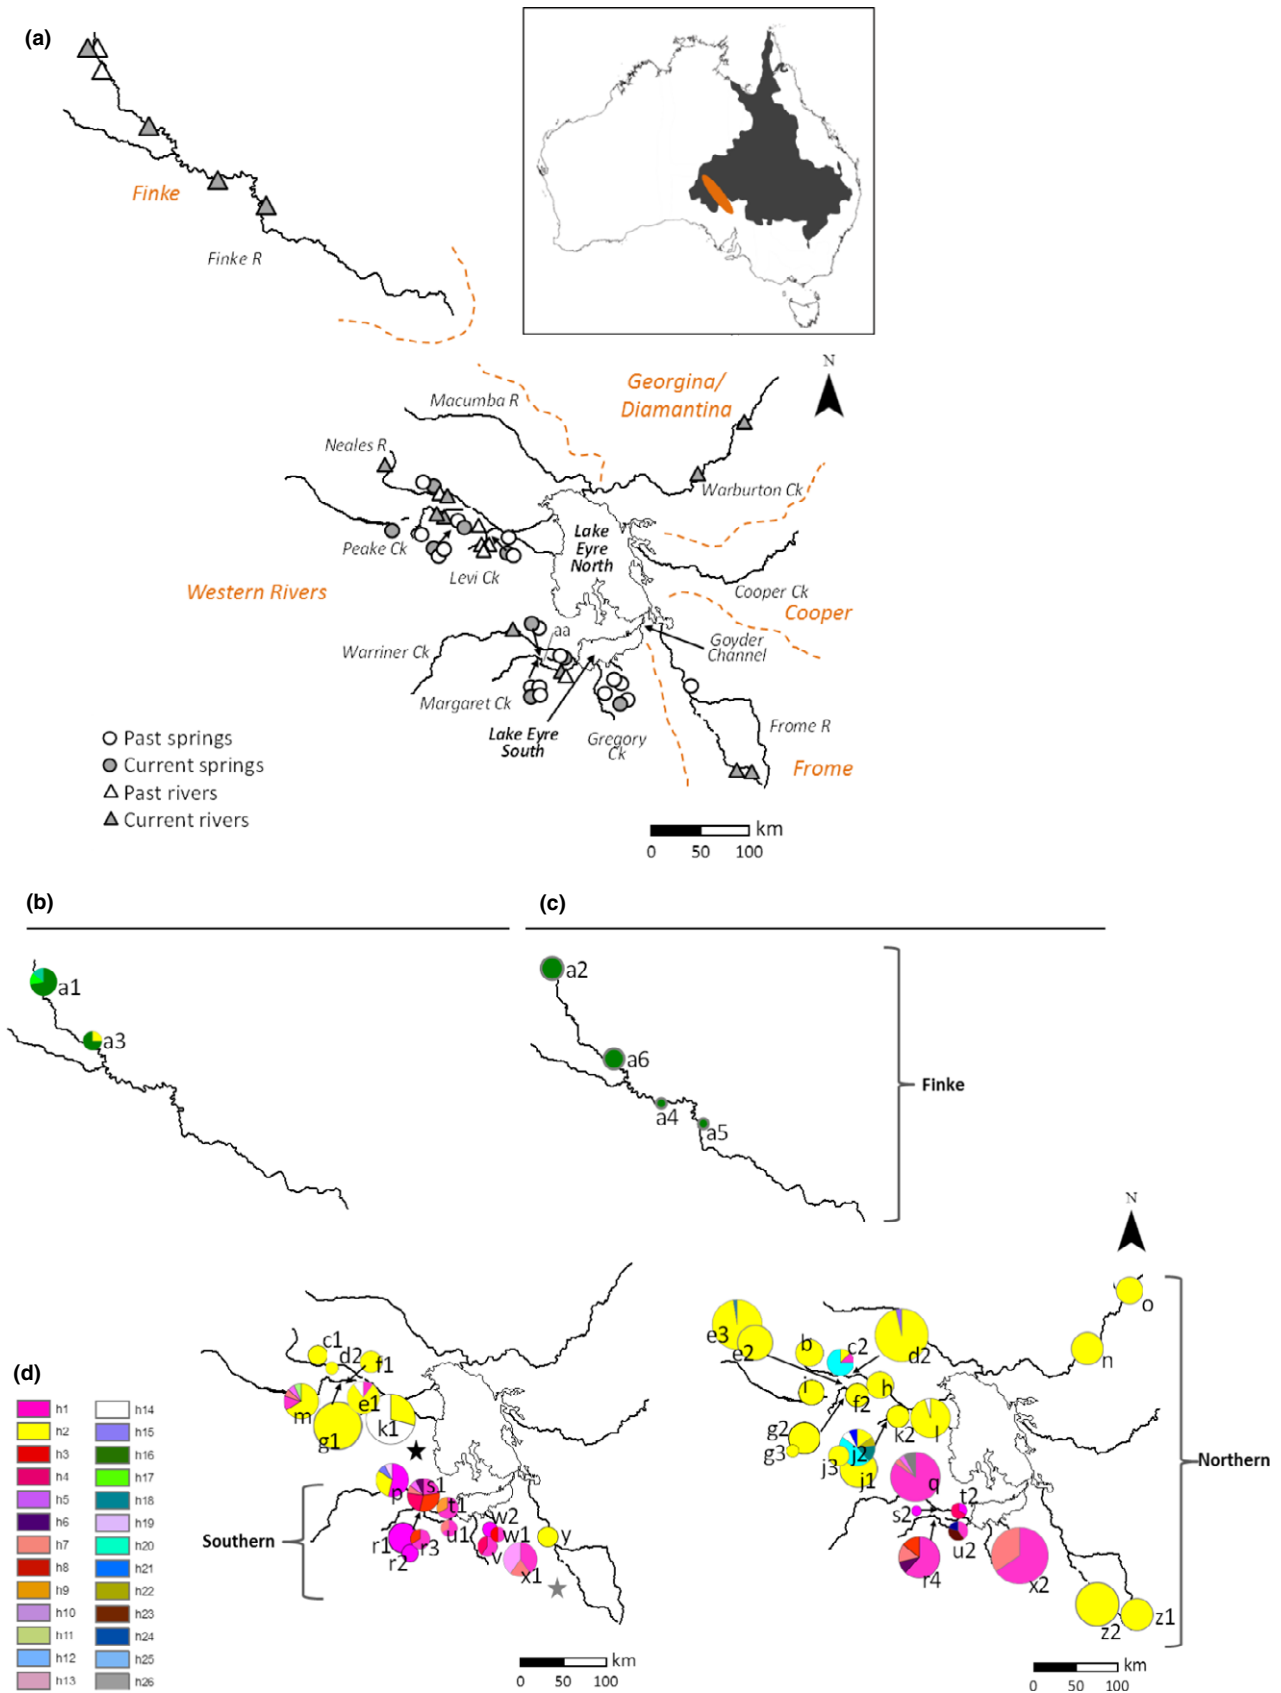 (a)
Finke
Finke R
N
Georgina/
Diamantina
Macumba R
Neales R
Warburton Ck
Lake
Eyre
North
Peake Ck
Levi Ck
Cooper Ck
Western Rivers
Cooper
aa
Goyder
Channel
Warriner Ck
Margaret Ck
Lake Eyre
South
Gregory
Ck
Frome R
Frome
Past springs
Current springs
Past rivers
Current rivers
km
0 50 100
(b)
(c)
a1
a3
a2
a6
a4
a5
Finke
N
c1
d2
f1
m
g1
e1
k1
p
s1
t1
r1
r2
r3
u1
w2
w1
v
x1
y
Southern
km
0 50 100
e3
e2
b
c2
d2
o
n
i
h
f2
g2
g3
k2
l
j3
j2
j1
q
s2
t2
r4
u2
x2
z2
z1
Northern
km
0 50 100
(d)
h1 h14
h2 h15
h3 h16
h4 h17
h5 h18
h6 h19
h7 h20
h8 h21
h9 h22
h10 h23
h11 h24
h12 h25
h13 h26